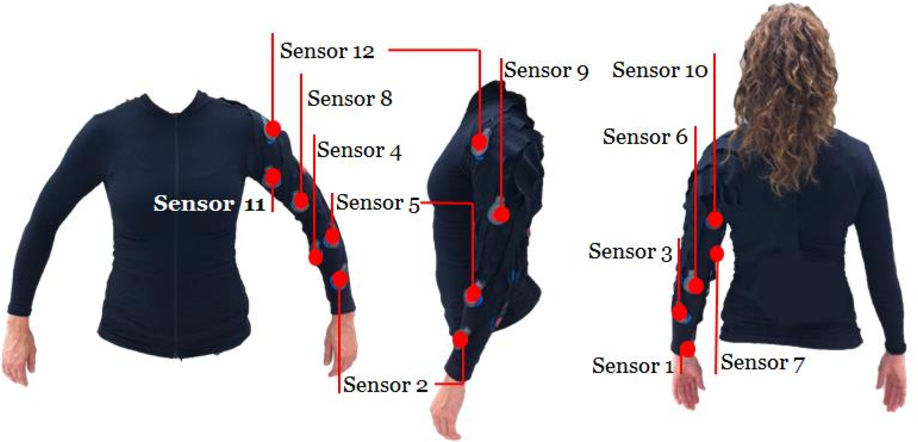 Sensor 12
Sensor 9
Sensor 10
Sensor 8
Sensor 6
Sensor 4
Sensor 11
Sensor 5
Sensor 3
Sensor 1
Sensor 7
Sensor 2